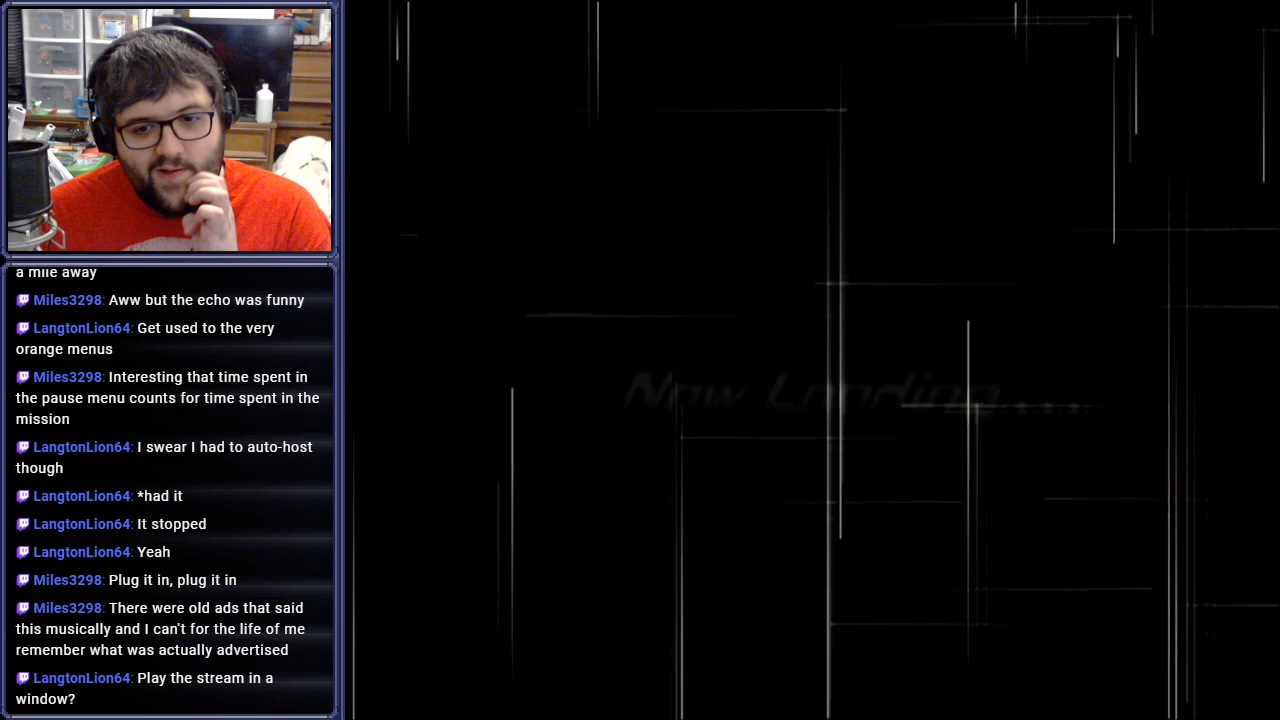 a mile away
Miles3298: Aww but the echo was funny
LangtonLion64: Get used to the very
orange menus
Miles3298: Interesting that time spent in
the pause menu counts for time spent in the
mission
LangtonLion64: I swear I had to auto-host
though
LangtonLion64: *had it
LangtonLion64: It stopped
LangtonLion64: Yeah
Miles3298: Plug it in, plug it in
Miles3298: There were old ads that said
this musically and I can't for the life of me
remember what was actually advertised
LangtonLion64: Play the stream in a
window?
Now Loading